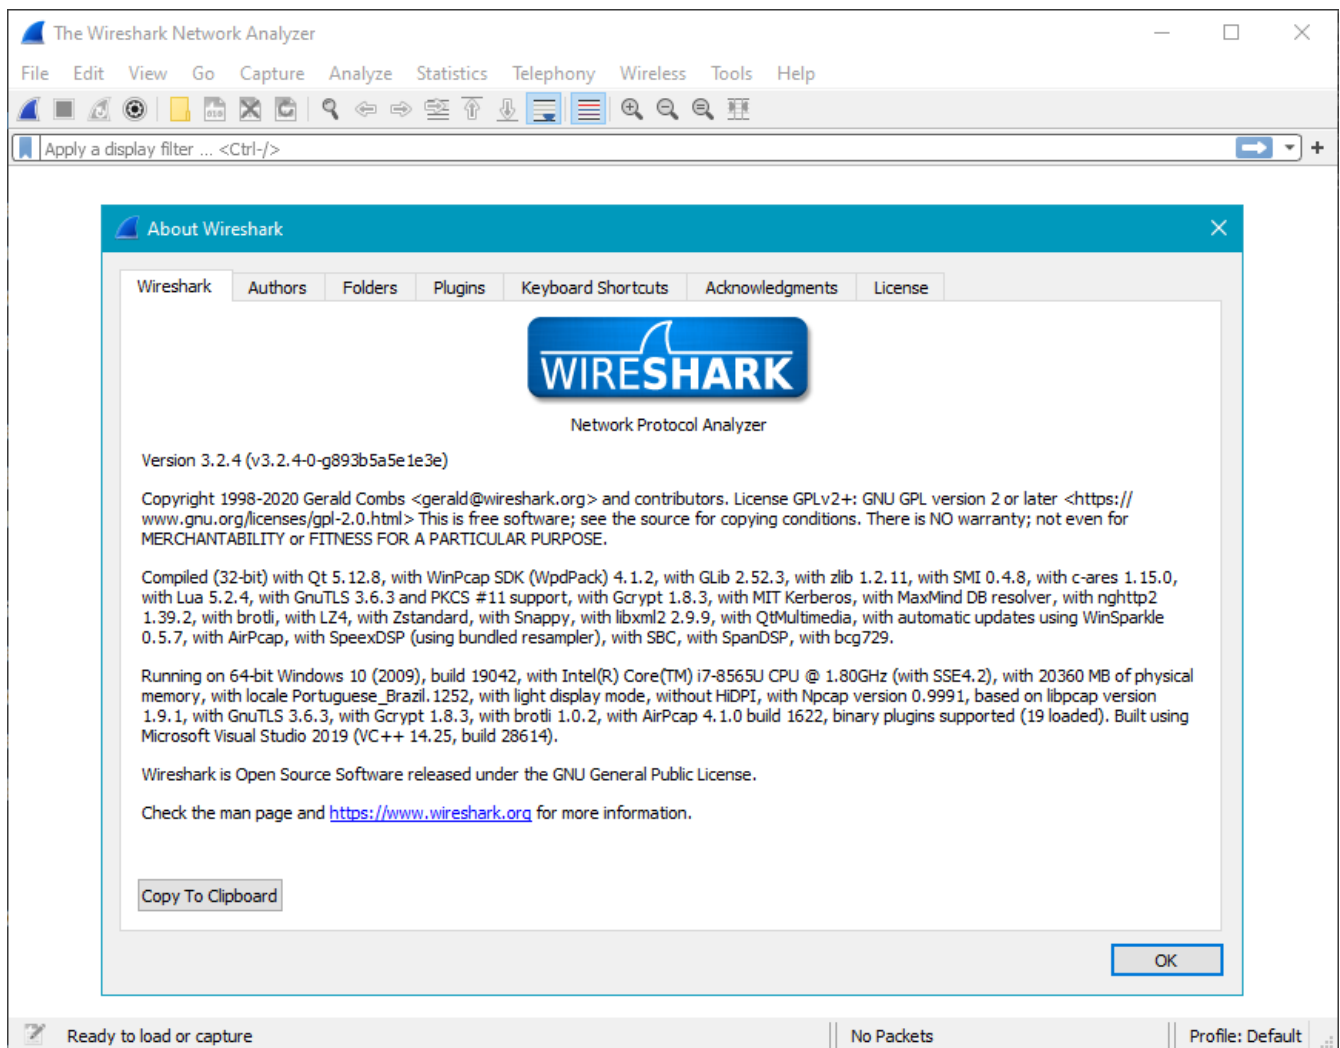 The Wireshark Network Analyzer
File Edit View Go Capture Analyze Statistics Telephony Wireless Tools Help
Apply a display filter ... <Ctrl-/>
About Wireshark
Wireshark Authors Folders Plugins Keyboard Shortcuts Acknowledgments License
WIRESHARK
Network Protocol Analyzer
Version 3.2.4 (v3.2.4-0-g893b5a5e1e3e)
Copyright 1998-2020 Gerald Combs <gerald@wireshark.org> and contributors. License GPLv2+: GNU GPL version 2 or later <https://
www.gnu.org/licenses/gpl-2.0.html> This is free software; see the source for copying conditions. There is NO warranty; not even for
MERCHANTABILITY or FITNESS FOR A PARTICULAR PURPOSE.
Compiled (32-bit) with Qt 5.12.8, with WinPcap SDK (WpdPack) 4.1.2, with GLib 2.52.3, with zlib 1.2.11, with SMI 0.4.8, with c-ares 1.15.0,
with Lua 5.2.4, with GnuTLS 3.6.3 and PKCS #11 support, with Gcrypt 1.8.3, with MIT Kerberos, with MaxMind DB resolver, with nghttp2
1.39.2, with brotli, with LZ4, with Zstandard, with Snappy, with libxml2 2.9.9, with QtMultimedia, with automatic updates using WinSparkle
0.5.7, with AirPcap, with SpeexDSP (using bundled resampler), with SBC, with SpanDSP, with bcg729.
Running on 64-bit Windows 10 (2009), build 19042, with Intel(R) Core(TM) i7-8565U CPU @ 1.80GHz (with SSE4.2), with 20360 MB of physical
memory, with locale Portuguese_Brazil.1252, with light display mode, without HiDPI, with Npcap version 0.9991, based on libpcap version
1.9.1, with GnuTLS 3.6.3, with Gcrypt 1.8.3, with brotli 1.0.2, with AirPcap 4.1.0 build 1622, binary plugins supported (19 loaded). Built using
Microsoft Visual Studio 2019 (VC++ 14.25, build 28614).
Wireshark is Open Source Software released under the GNU General Public License.
Check the man page and https://www.wireshark.org for more information.
Copy To Clipboard
OK
Ready to load or capture No Packets Profile: Default